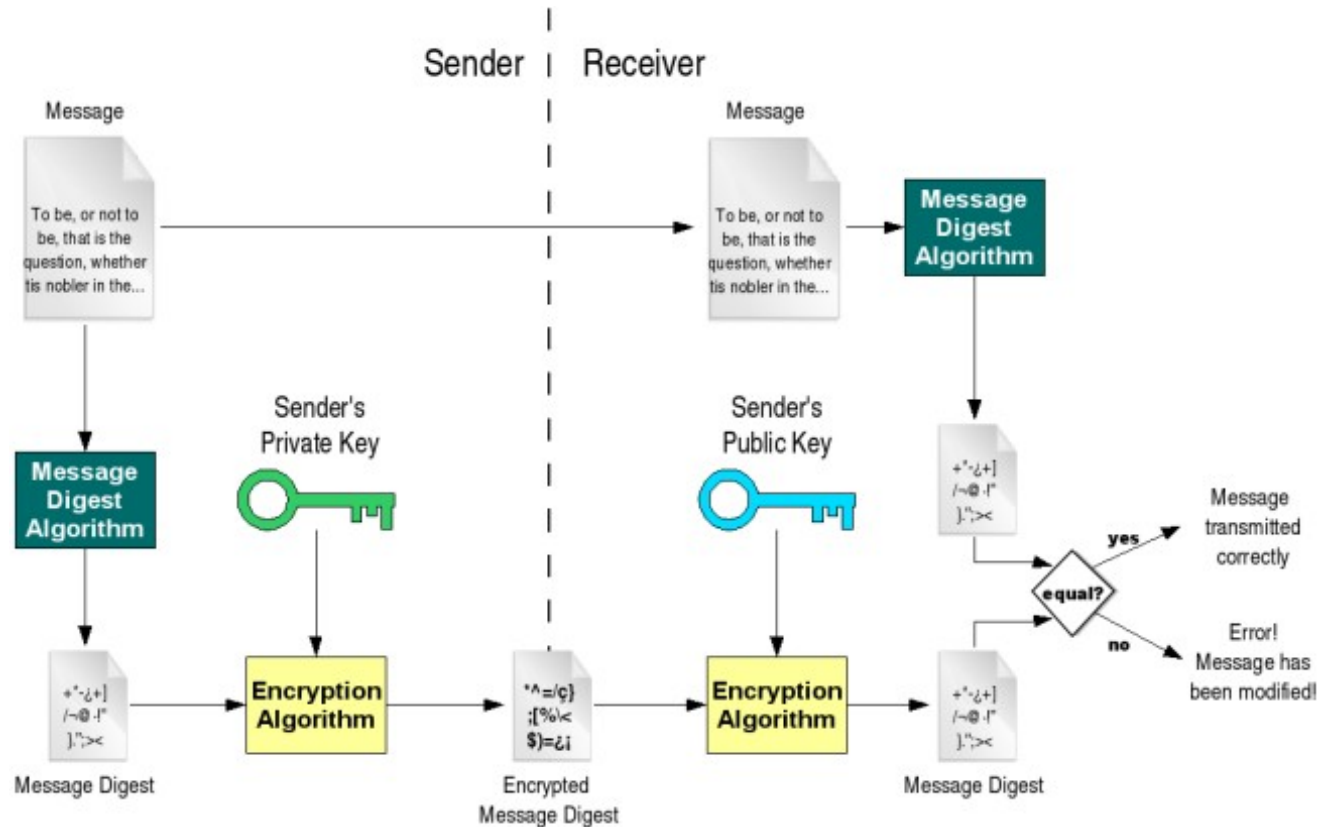 Sender
Receiver
Message
To be, or not to
be, that is the
question, whether
tis nobler in the...
Message
To be, or not to
be, that is the
question, whether
tis nobler in the...
Message
Digest
Algorithm
Sender's
Private Key
Sender's
Public Key
Message
Digest
Algorithm
+*-¿+]
/¬@·!"
}.";><
yes
Message
transmitted
correctly
equal?
no
Error!
Message has
been modified!
+*-¿+]
/¬@·!"
}.";><
Message Digest
Encryption
Algorithm
*^=/ç}
;[%\<
$)=¿¡
Encrypted
Message Digest
Encryption
Algorithm
+*-¿+]
/¬@·!"
}.";><
Message Digest